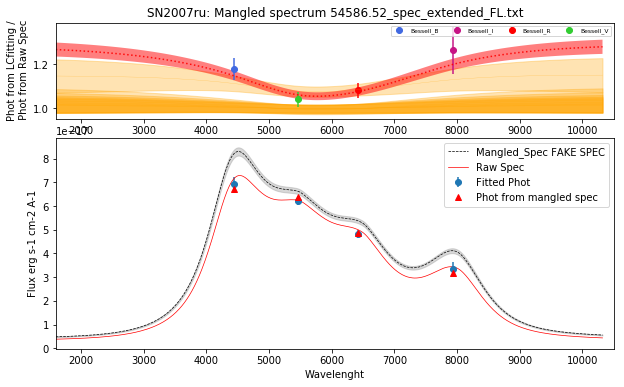 SN2007ru: Mangled spectrum 54586.52_spec_extended_FL.txt
Phot from LCfitting /
Phot from Raw Spec
Bessell_B Bessell_I Bessell_R Bessell_V
1.2
1.0
2000 3000 4000 5000 6000 7000 8000 9000 10000
1e−17
Mangled_Spec FAKE SPEC
Raw Spec
Fitted Phot
Phot from mangled spec
Flux erg s-1 cm-2 A-1
8
7
6
5
4
3
2
1
0
2000 3000 4000 5000 6000 7000 8000 9000 10000
Wavelenght